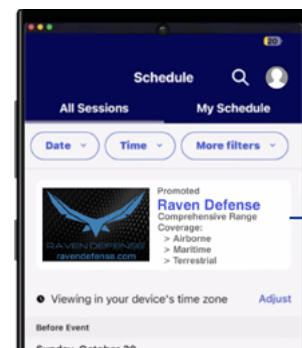 20
Schedule
All Sessions
My Schedule
Date
Time
More filters
Promoted
Raven Defense
Comprehensive Range
Coverage:
> Airborne
> Maritime
> Terrestrial
RAVEN DEFENSE
ravendefense.com
Viewing in your device's time zone
Adjust
Before Event